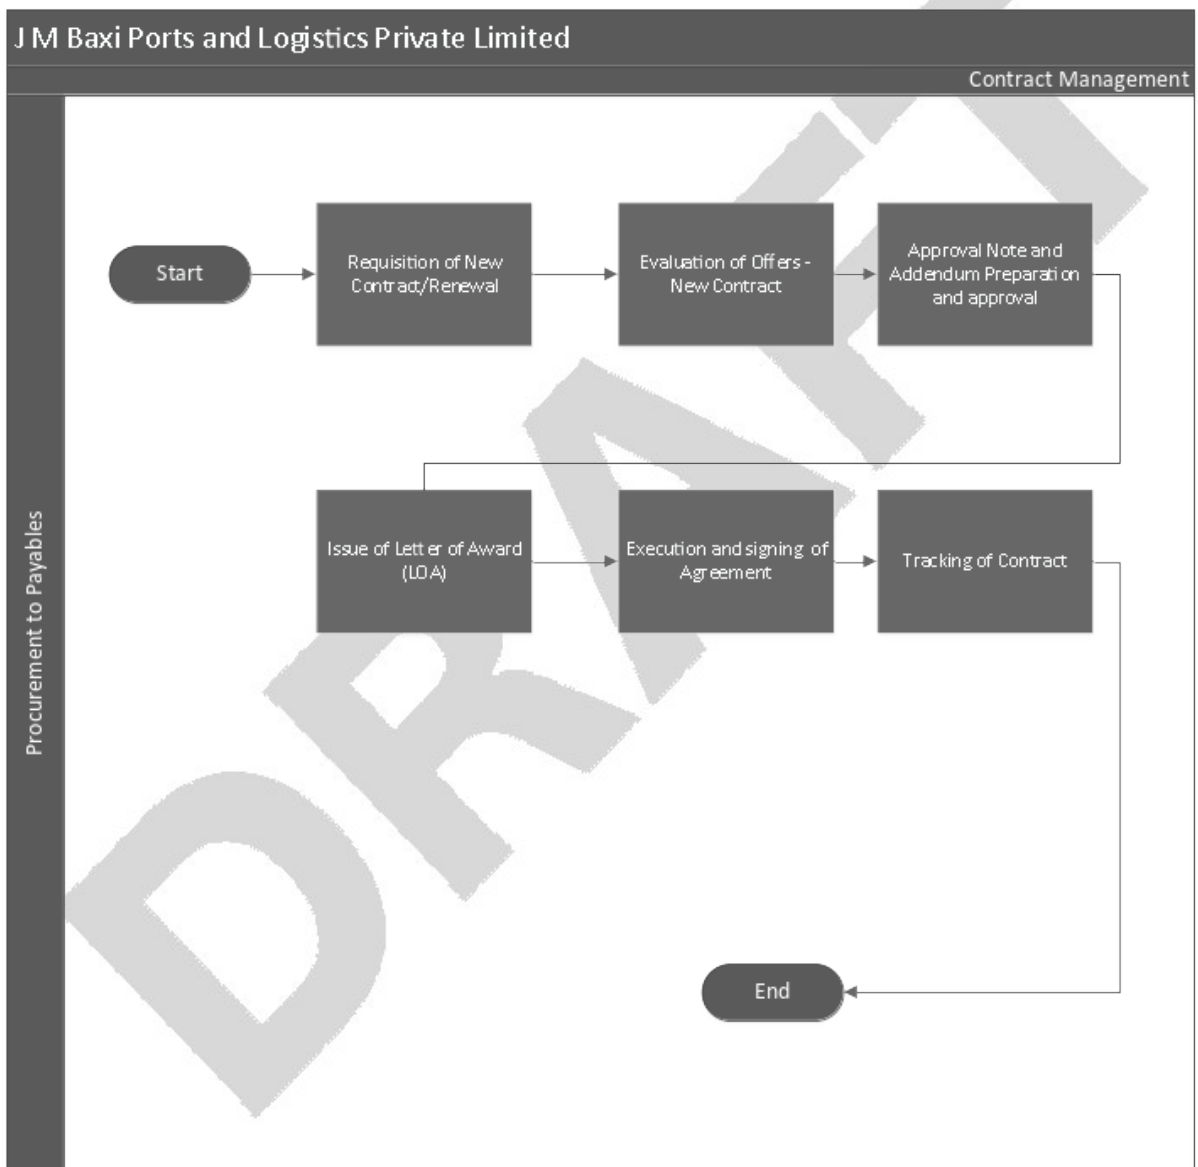 J M Baxi Ports and Logistics Private Limited
Contract Management
Procurement to Payables
Start
Requisition of New
Contract/Renewal
Evaluation of Offers -
New Contract
Approval Note and
Addendum Preparation
and approval
Issue of Letter of Award
(LOA)
Execution and signing of
Agreement
Tracking of Contract
End
DRAFT